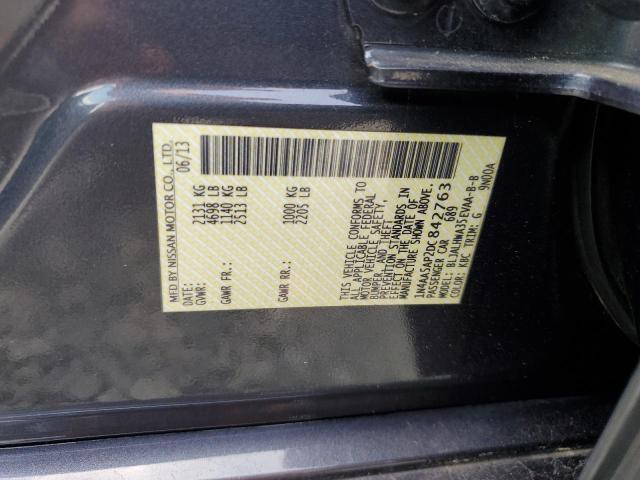 MFD BY NISSAN MOTOR CO., LTD.
DATE: 06/13
GVWR: 2131 KG
4698 LB
GAWR FR.: 1140 KG
2513 LB
GAWR RR.: 1000 KG
2205 LB
THIS VEHICLE CONFORMS TO
ALL APPLICABLE FEDERAL
MOTOR VEHICLE SAFETY,
BUMPER, AND THEFT
PREVENTION STANDARDS IN
EFFECT ON THE DATE OF
MANUFACTURE SHOWN ABOVE.
1N4AA5AP2DC842763
PASSENGER CAR 689
MODEL: BLJALHWA35EVAA-B-B
COLOR: KBC TRIM: G 9N00A